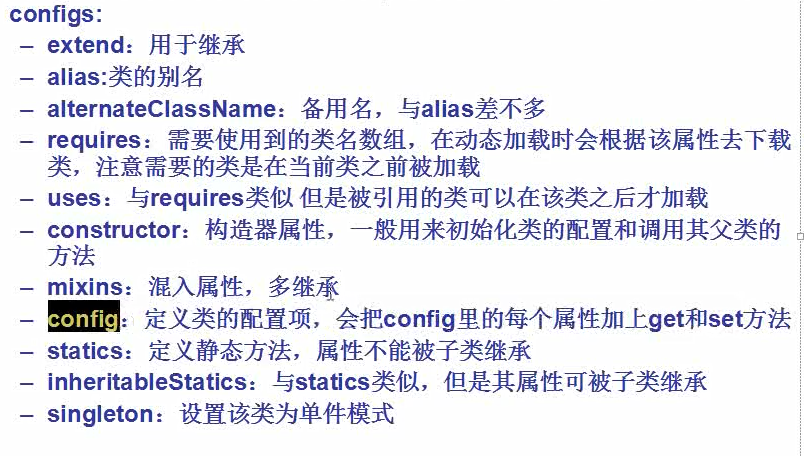 configs:
– extend：用于继承
– alias:类的别名
– alternateClassName：备用名，与alias差不多
– requires：需要使用到的类名数组，在动态加载时会根据该属性去下载
类，注意需要的类是在当前类之前被加载
– uses：与requires类似 但是被引用的类可以在该类之后才加载
– constructor：构造器属性，一般用来初始化类的配置和调用其父类的
方法
– mixins：混入属性，多继承
– config：定义类的配置项，会把config里的每个属性加上get和set方法
– statics：定义静态方法，属性不能被子类继承
– inheritableStatics：与statics类似，但是其属性可被子类继承
– singleton：设置该类为单件模式